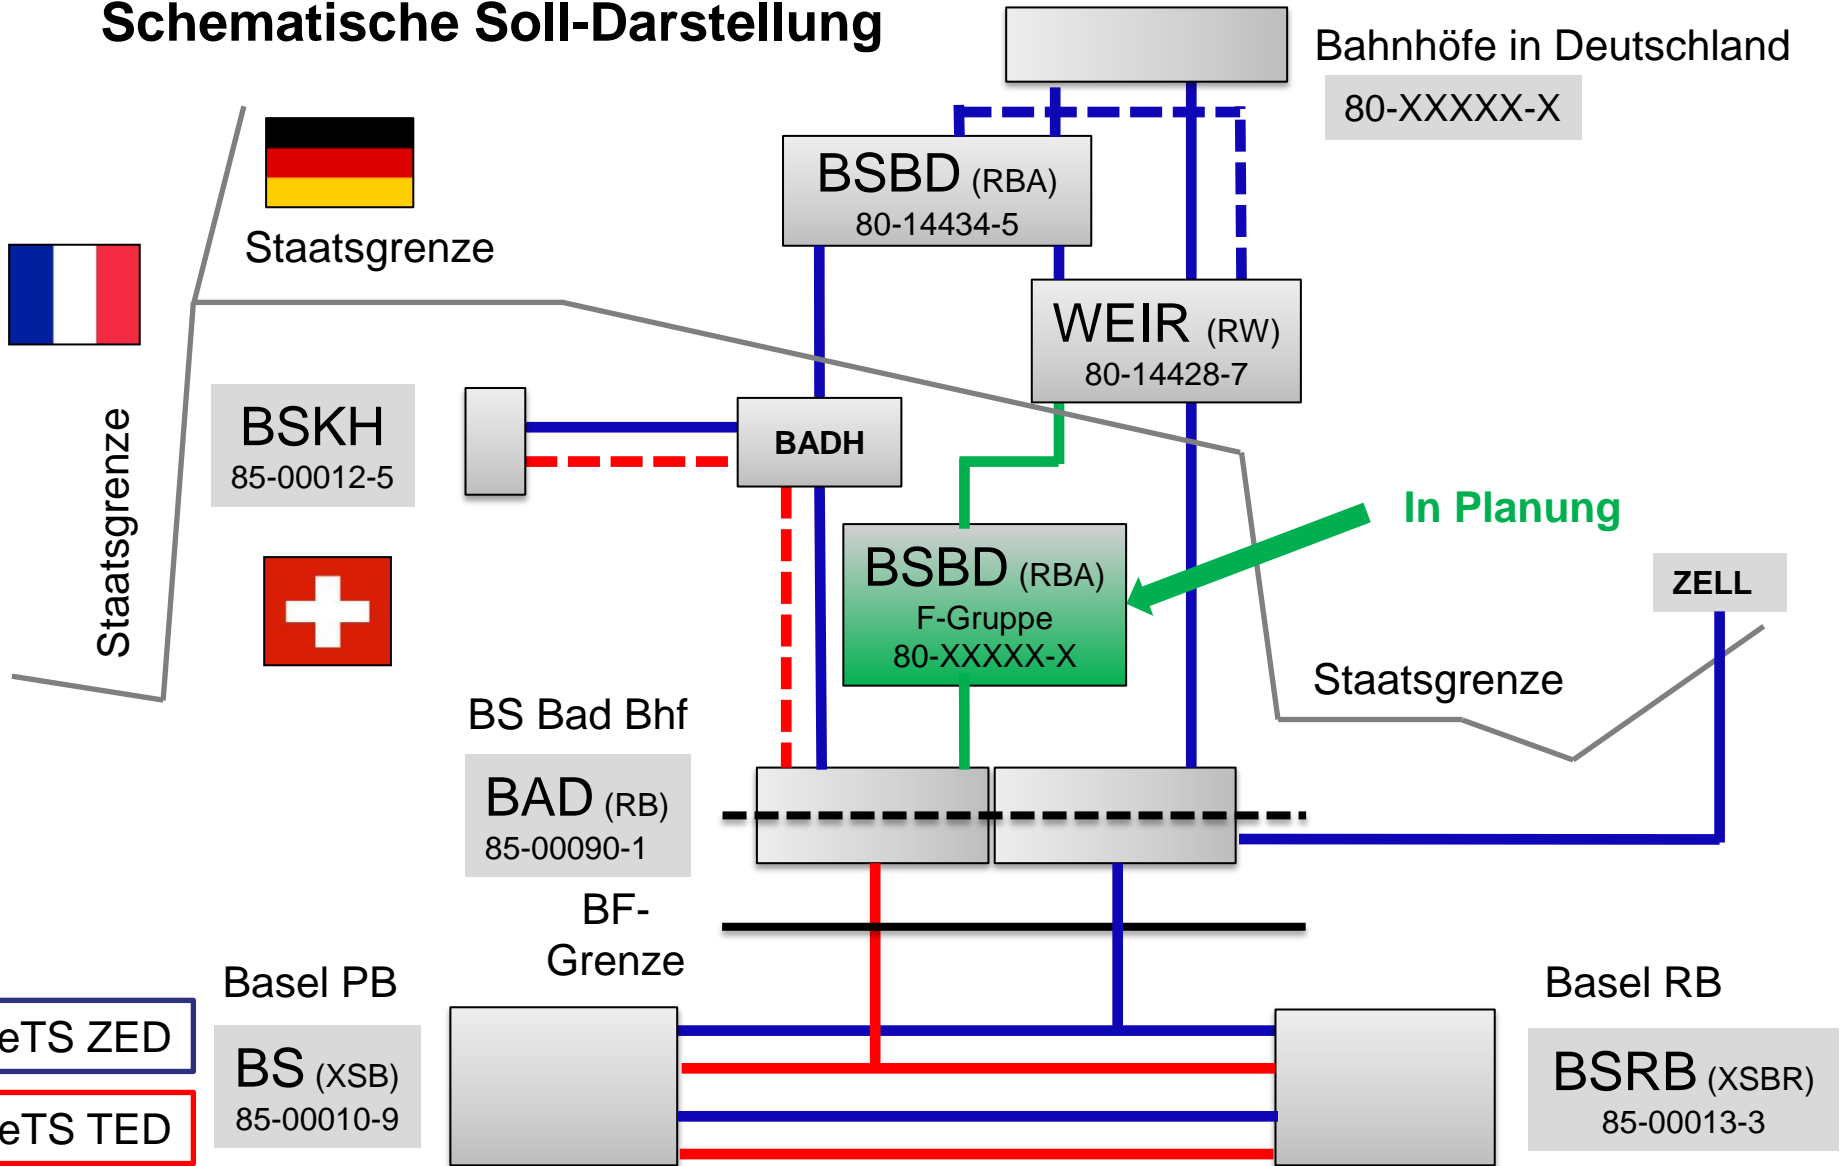 Schematische Soll-Darstellung
Bahnhöfe in Deutschland
80-XXXXX-X
BSBD (RBA)
80-14434-5
Staatsgrenze
WEIR (RW)
80-14428-7
Staatsgrenze
BSKH
85-00012-5
BADH
In Planung
BSBD (RBA)
F-Gruppe
80-XXXXX-X
ZELL
Staatsgrenze
BS Bad Bhf
BAD (RB)
85-00090-1
BF-
Grenze
Basel PB
Basel RB
eTS ZED
BS (XSB)
85-00010-9
BSRB (XSBR)
85-00013-3
eTS TED